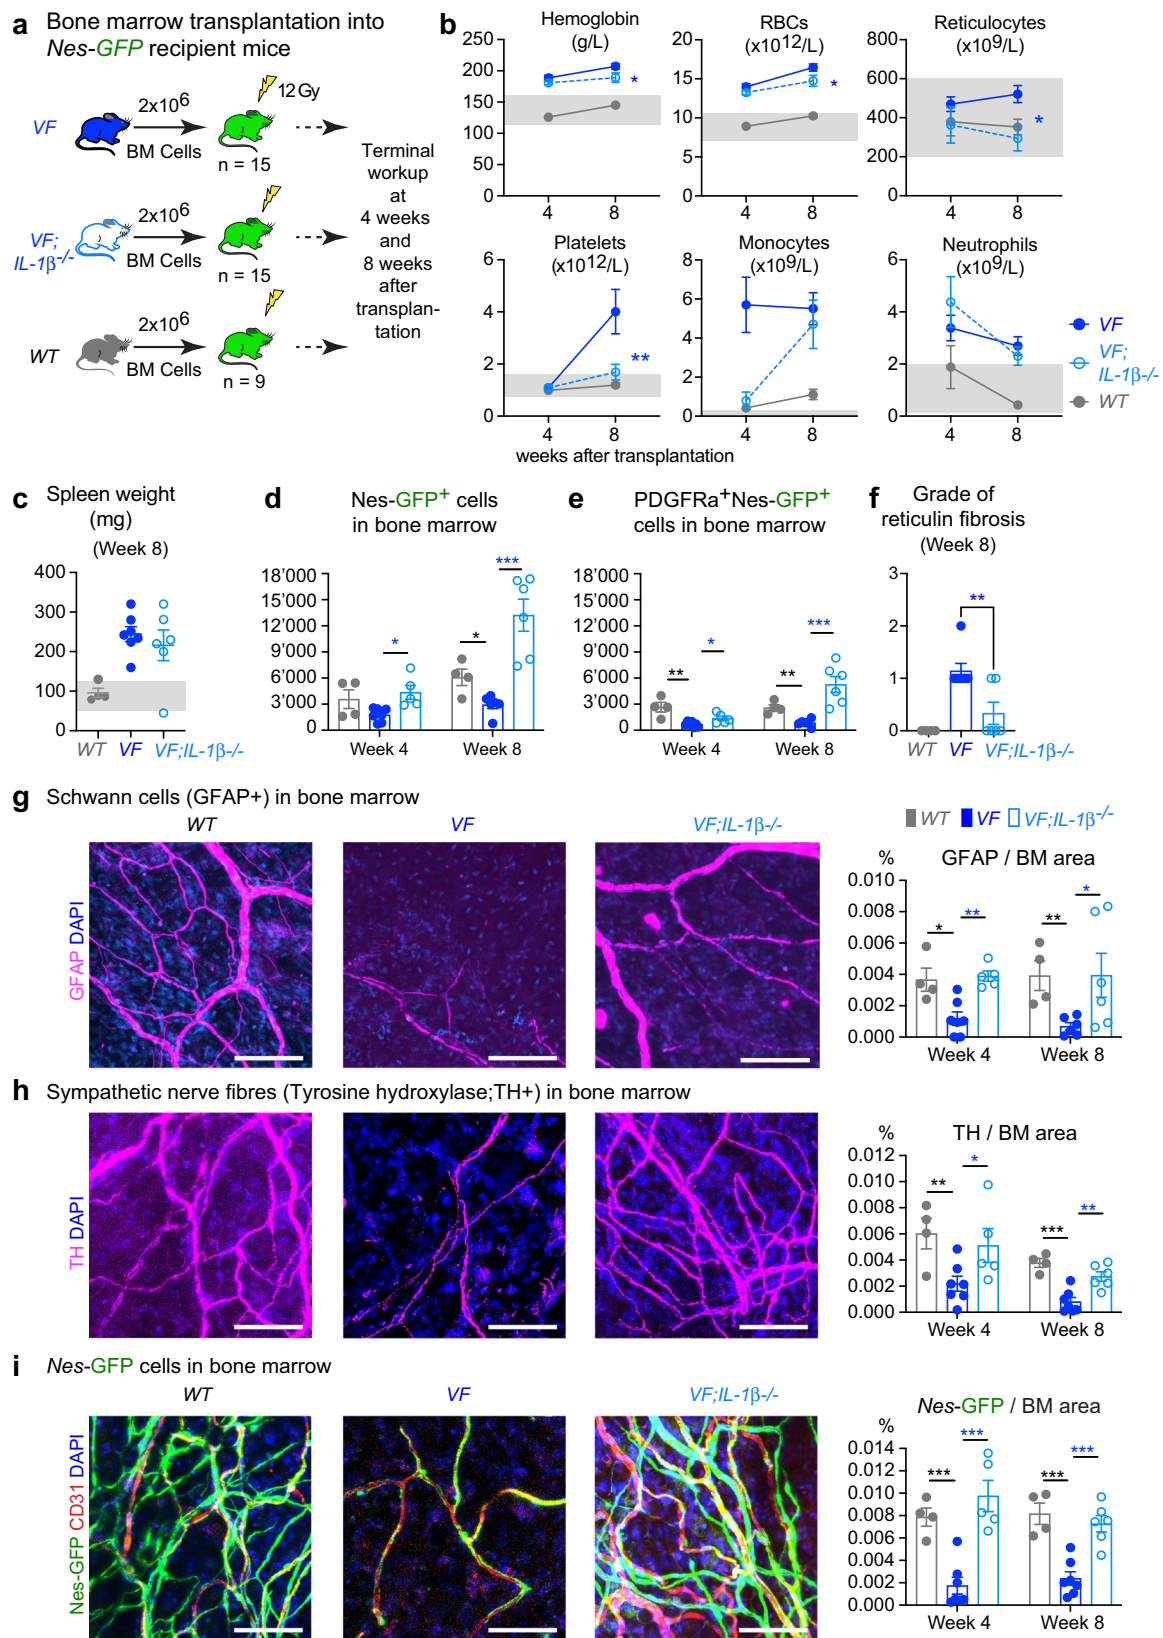 a Bone marrow transplantation into
Nes-GFP recipient mice
VF
2x10⁶
BM Cells
12 Gy
n = 15
VF;
IL-1β-/-
2x10⁶
BM Cells
n = 15
WT
2x10⁶
BM Cells
n = 9
Terminal
workup
at
4 weeks
and
8 weeks
after
transplan-
tation
b
Hemoglobin
(g/L)
250
200
150
100
50
0
4 8
RBCs
(x10¹²/L)
20
15
10
5
0
4 8
Reticulocytes
(x10⁹/L)
800
600
400
200
0
4 8
*
*
*
Platelets
(x10¹²/L)
6
4
2
0
4 8
**
Monocytes
(x10⁹/L)
8
6
4
2
0
4 8
Neutrophils
(x10⁹/L)
6
4
2
0
4 8
weeks after transplantation
VF
VF;
IL-1β-/-
WT
c Spleen weight
(mg)
(Week 8)
400
300
200
100
0
WT VF VF;IL-1β-/-
d Nes-GFP⁺ cells
in bone marrow
18'000
15'000
12'000
9'000
6'000
3'000
0
* * ***
Week 4 Week 8
e PDGFRa⁺Nes-GFP⁺
cells in bone marrow
18'000
15'000
12'000
9'000
6'000
3'000
0
** * ** ***
Week 4 Week 8
f Grade of
reticulin fibrosis
(Week 8)
3
2
1
0
**
WT VF VF;IL-1β-/-
g Schwann cells (GFAP+) in bone marrow
WT VF VF;IL-1β-/-
GFAP DAPI
WT VF VF;IL-1β-/-
% GFAP / BM area
0.010
0.008
0.006
0.004
0.002
0.000
* ** ** *
Week 4 Week 8
h Sympathetic nerve fibres (Tyrosine hydroxylase;TH+) in bone marrow
TH DAPI
% TH / BM area
0.012
0.010
0.008
0.006
0.004
0.002
0.000
** * *** **
Week 4 Week 8
i Nes-GFP cells in bone marrow
WT VF VF;IL-1β-/-
Nes-GFP CD31 DAPI
% Nes-GFP / BM area
0.014
0.012
0.010
0.008
0.006
0.004
0.002
0.000
*** *** *** ***
Week 4 Week 8